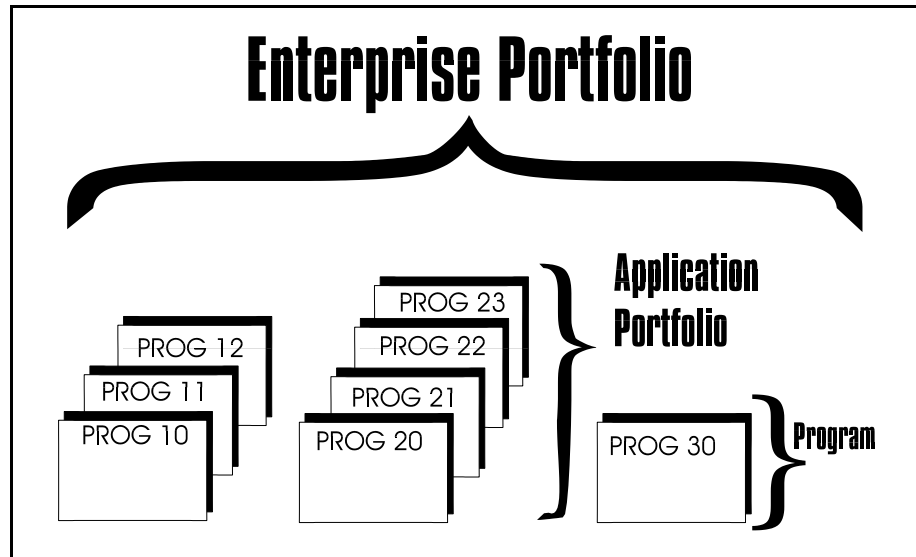 Enterprise Portfolio
Application
Portfolio
PROG 23
PROG 12
PROG 22
PROG 11
PROG 21
PROG 10
PROG 20
PROG 30
Program